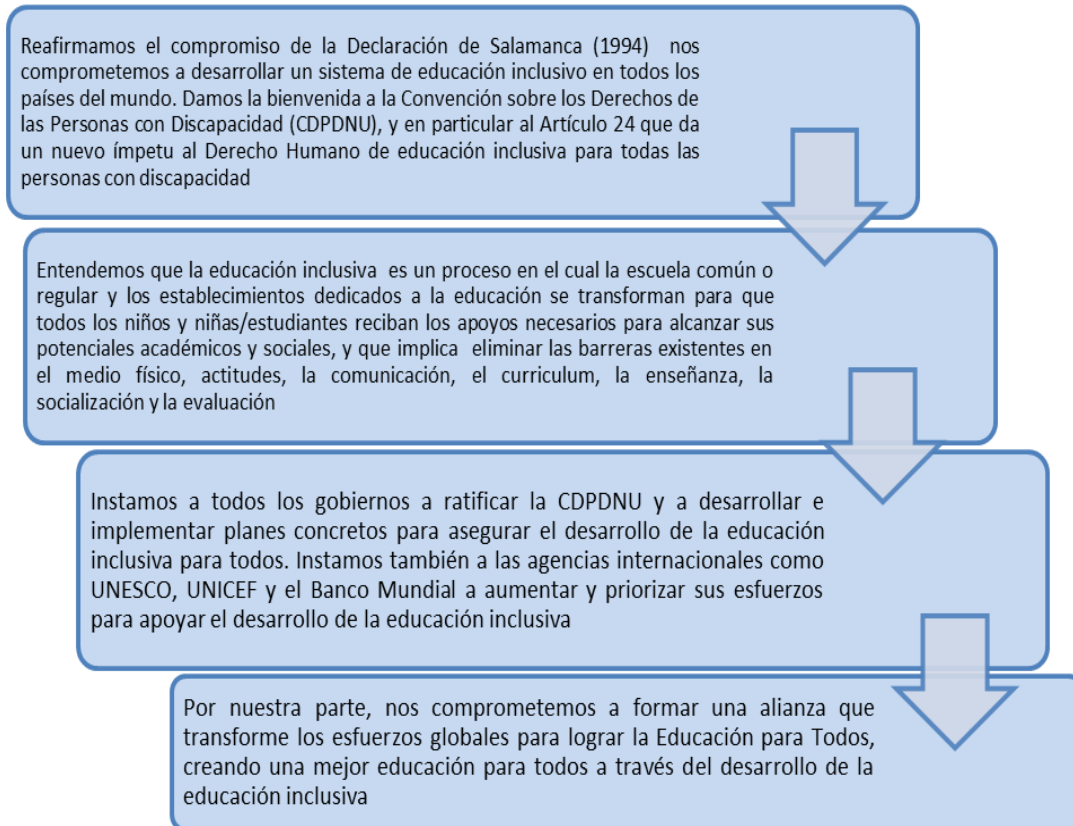 Reafirmamos el compromiso de la Declaración de Salamanca (1994) nos
comprometemos a desarrollar un sistema de educación inclusivo en todos los
países del mundo. Damos la bienvenida a la Convención sobre los Derechos de
las Personas con Discapacidad (CDPDNU), y en particular al Artículo 24 que da
un nuevo ímpetu al Derecho Humano de educación inclusiva para todas las
personas con discapacidad
Entendemos que la educación inclusiva es un proceso en el cual la escuela común o
regular y los establecimientos dedicados a la educación se transforman para que
todos los niños y niñas/estudiantes reciban los apoyos necesarios para alcanzar sus
potenciales académicos y sociales, y que implica eliminar las barreras existentes en
el medio físico, actitudes, la comunicación, el curriculum, la enseñanza, la
socialización y la evaluación
Instamos a todos los gobiernos a ratificar la CDPDNU y a desarrollar e
implementar planes concretos para asegurar el desarrollo de la educación
inclusiva para todos. Instamos también a las agencias internacionales como
UNESCO, UNICEF y el Banco Mundial a aumentar y priorizar sus esfuerzos
para apoyar el desarrollo de la educación inclusiva
Por nuestra parte, nos comprometemos a formar una alianza que
transforme los esfuerzos globales para lograr la Educación para Todos,
creando una mejor educación para todos a través del desarrollo de la
educación inclusiva